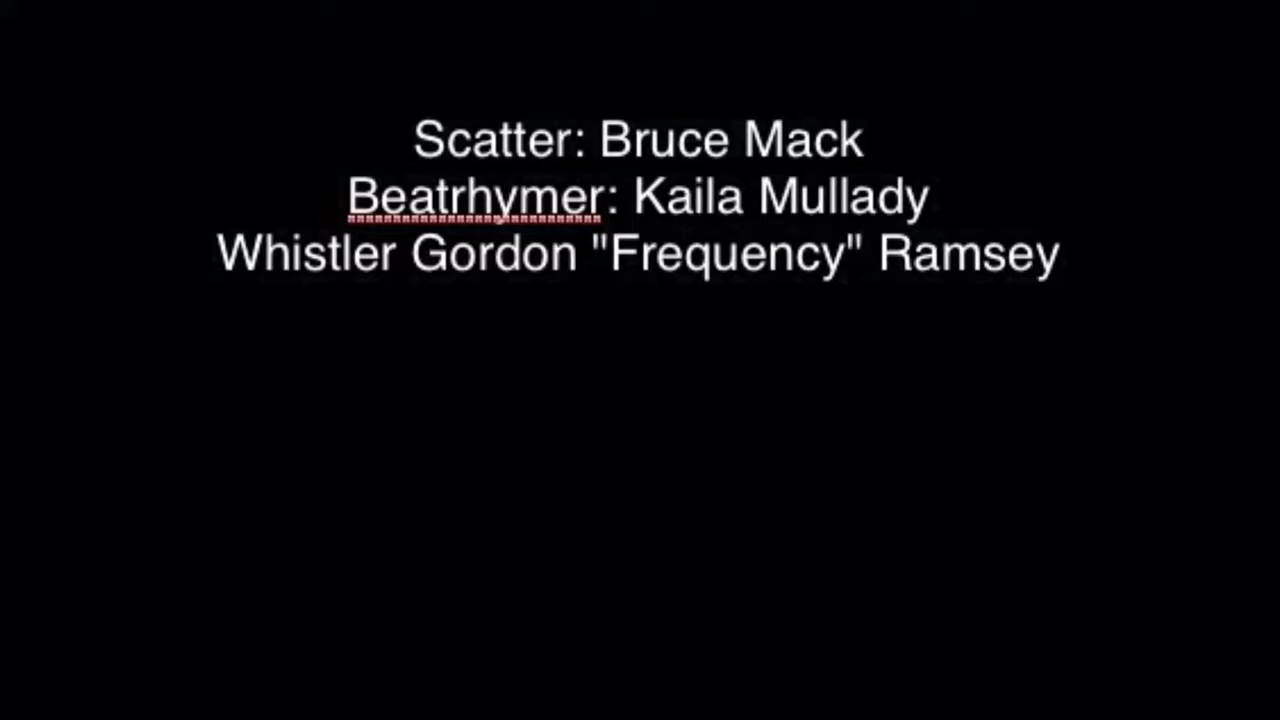 Scatter: Bruce Mack
Beatrhymer: Kaila Mullady
Whistler Gordon "Frequency" Ramsey